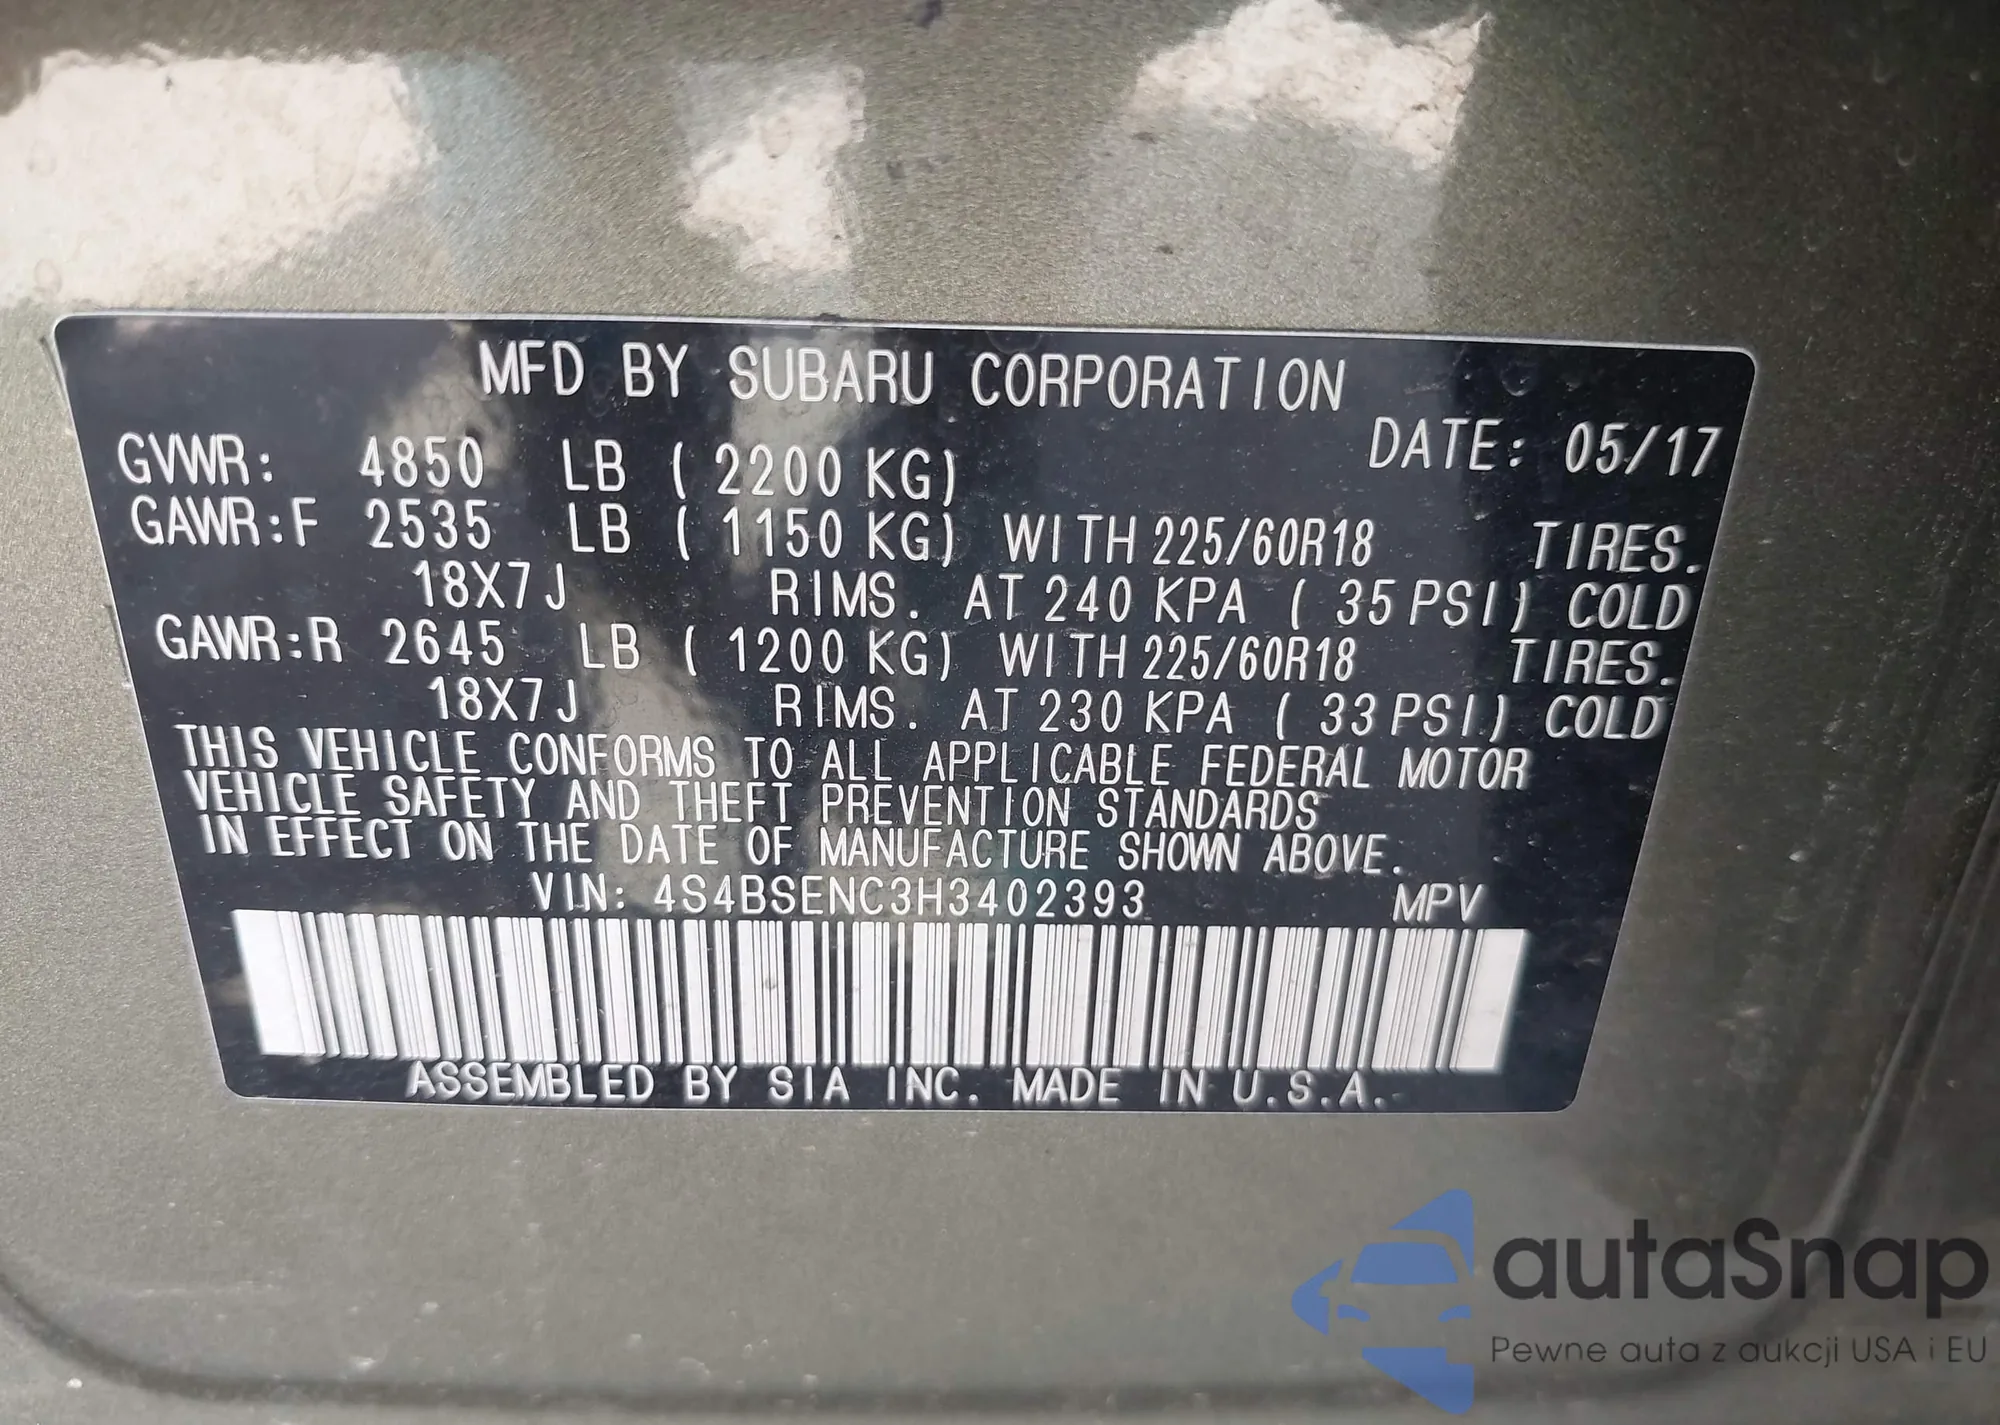 MFD BY SUBARU CORPORATION
DATE: 05/17
GVWR: 4850 LB ( 2200 KG)
GAWR:F 2535 LB ( 1150 KG) WITH 225/60R18 TIRES.
18X7J RIMS. AT 240 KPA ( 35 PSI) COLD
GAWR:R 2645 LB ( 1200 KG) WITH 225/60R18 TIRES.
18X7J RIMS. AT 230 KPA ( 33 PSI) COLD
THIS VEHICLE CONFORMS TO ALL APPLICABLE FEDERAL MOTOR
VEHICLE SAFETY AND THEFT PREVENTION STANDARDS
IN EFFECT ON THE DATE OF MANUFACTURE SHOWN ABOVE.
VIN: 4S4BSENC3H3402393 MPV
ASSEMBLED BY SIA INC. MADE IN U.S.A.
autaSnap
Pewne auta z aukcji USA i EU